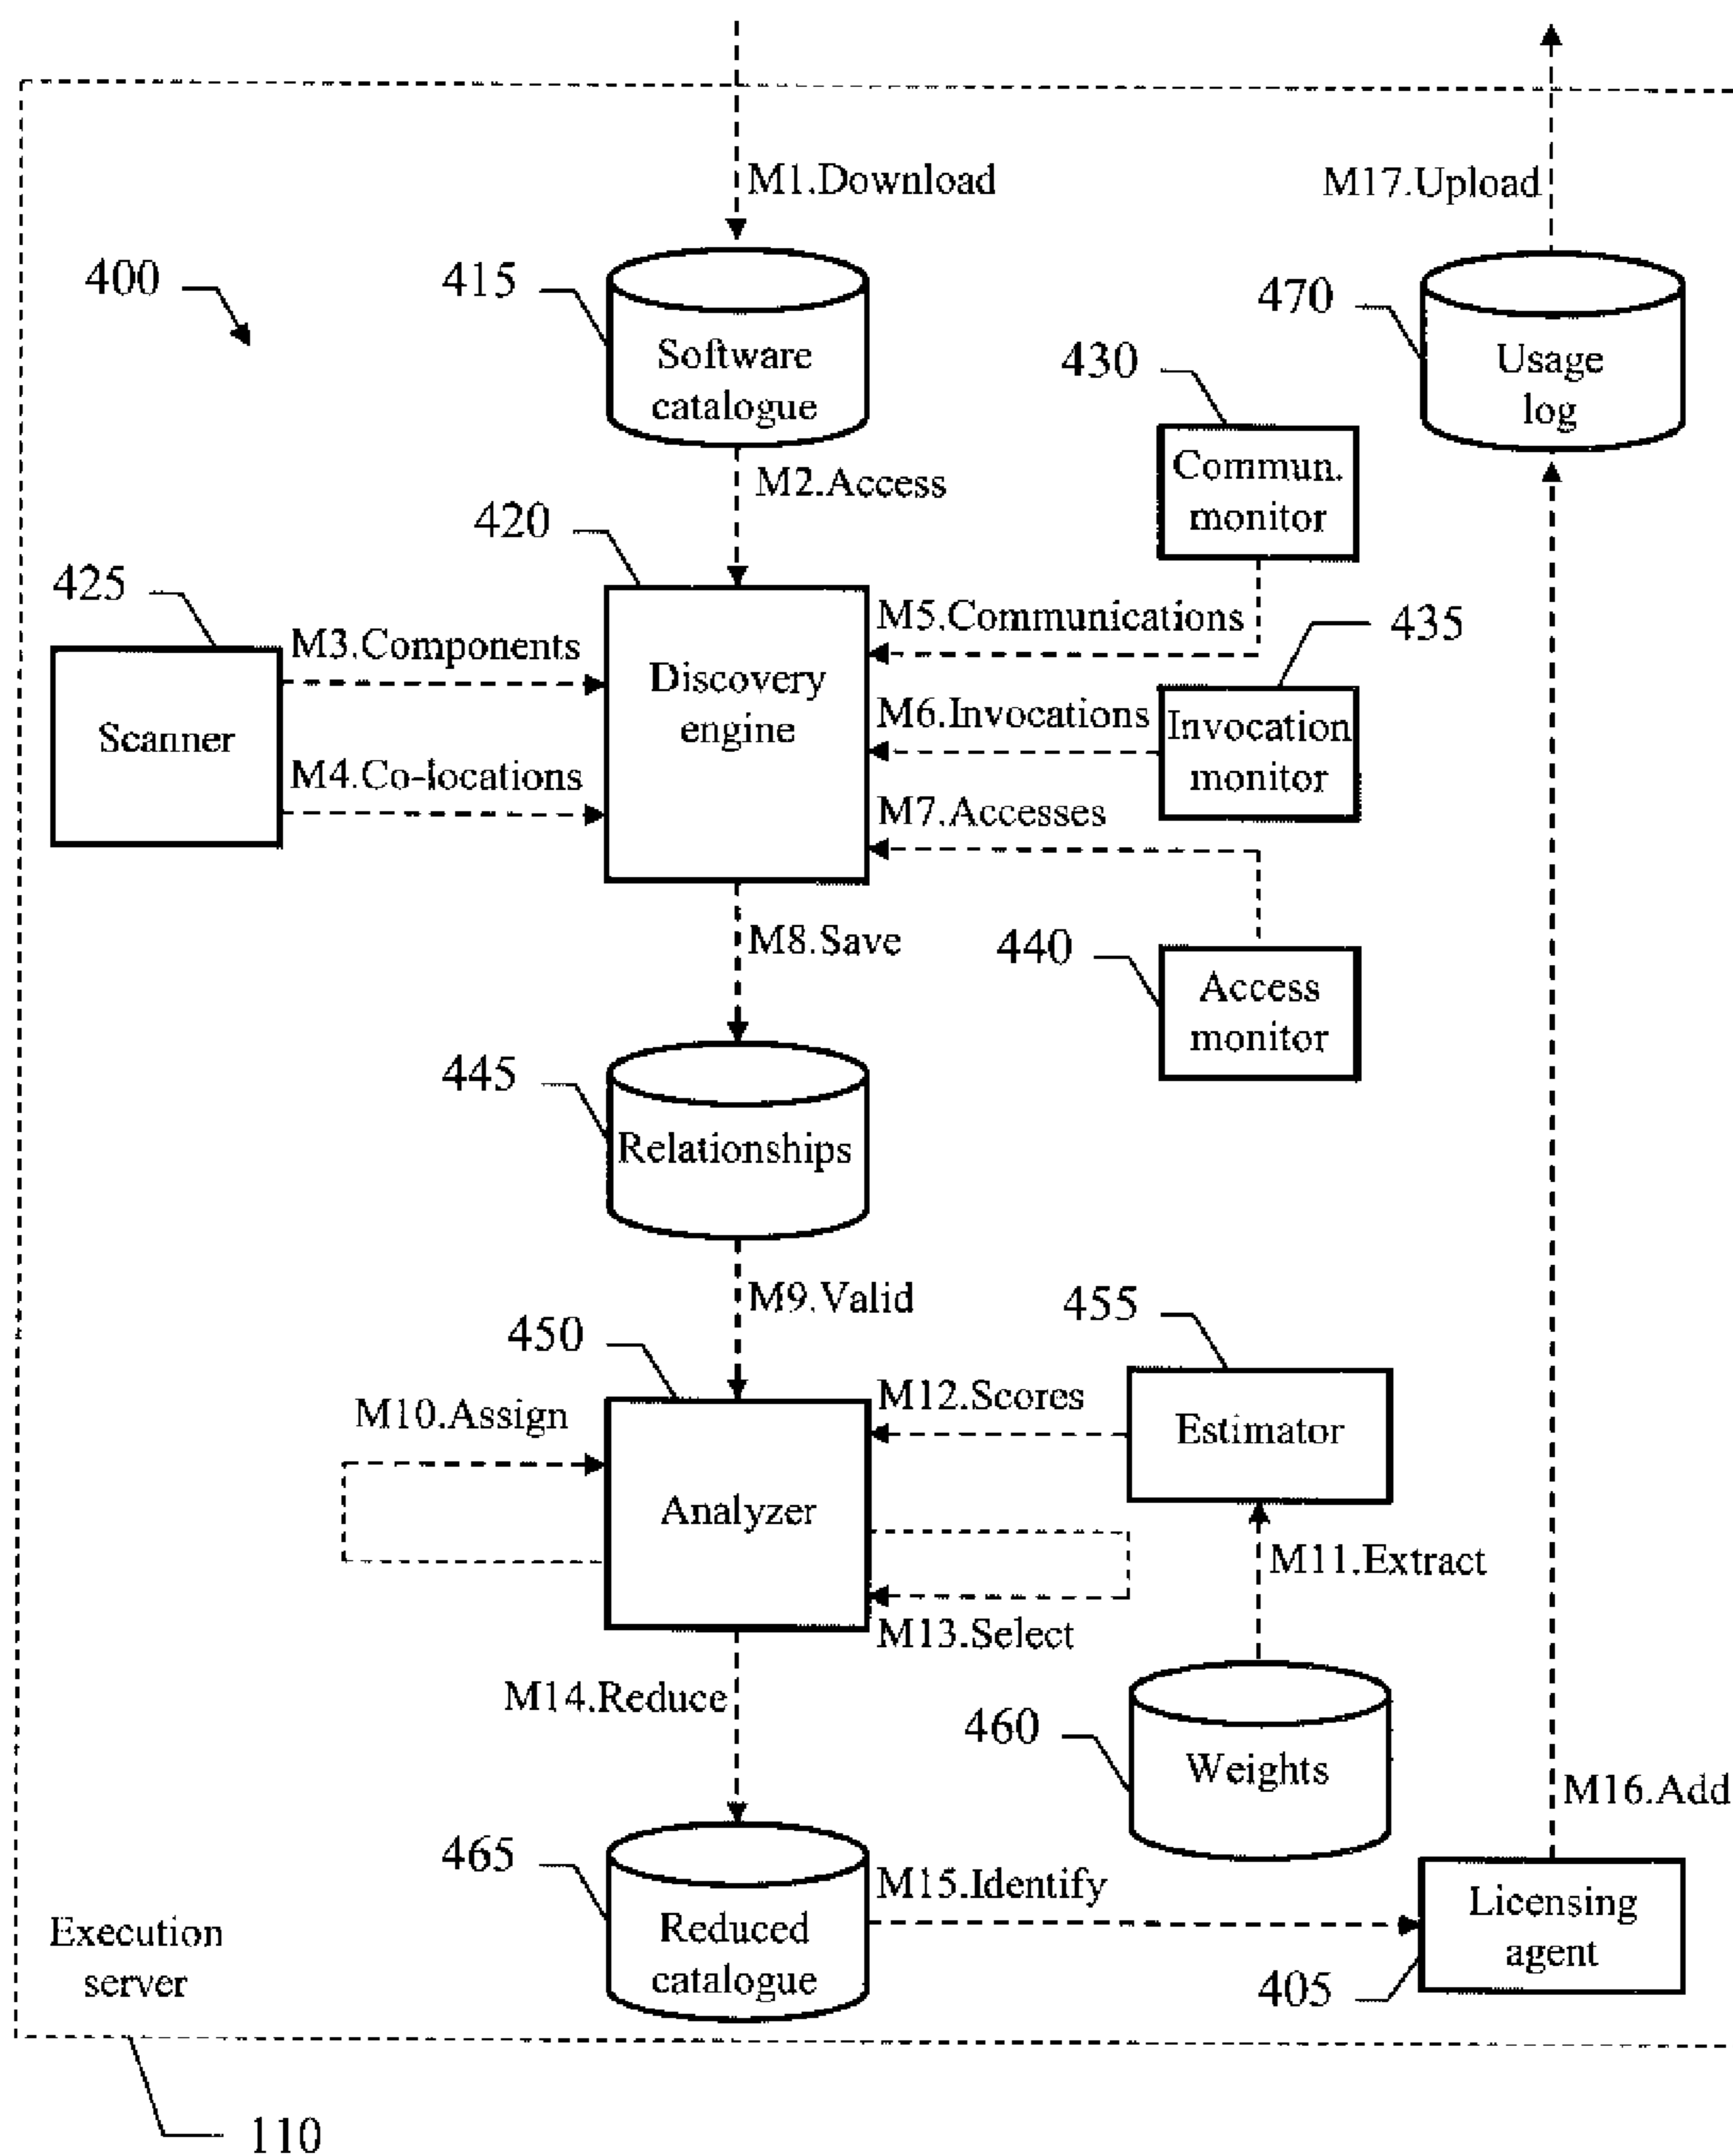 M1.Download
M17.Upload
400
415
470
Software
catalogue
Usage
log
430
Commun.
monitor
M2.Access
420
425
M3.Components
Scanner
M4.Co-locations
Discovery
engine
M5.Communications
435
M6.Invocations
Invocation
monitor
M7.Accesses
M8.Save
440
Access
monitor
445
Relationships
M9.Valid
450
455
M10.Assign
M12.Scores
Estimator
Analyzer
M11.Extract
M13.Select
M14.Reduce
460
Weights
M16.Add
465
M15.Identify
Reduced
catalogue
Licensing
agent
405
Execution
server
110